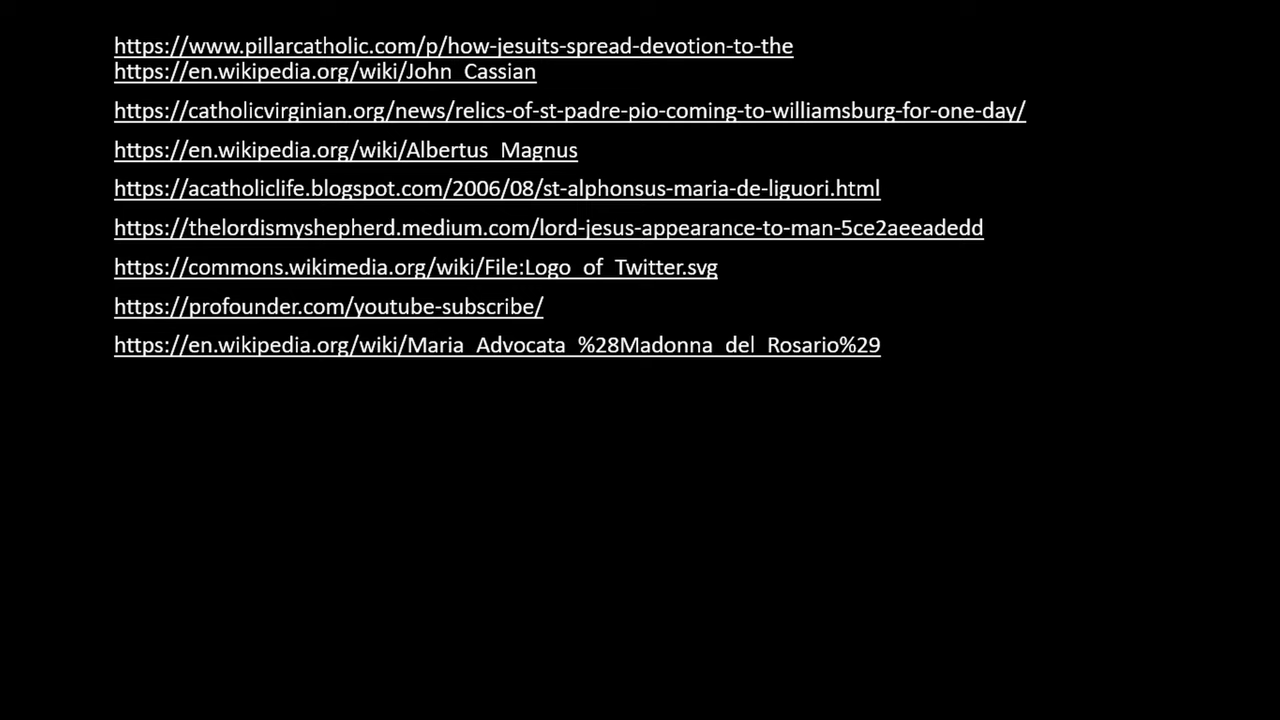 https://www.pillarcatholic.com/p/how-jesuits-spread-devotion-to-the
https://en.wikipedia.org/wiki/John_Cassian
https://catholicvirginian.org/news/relics-of-st-padre-pio-coming-to-williamsburg-for-one-day/
https://en.wikipedia.org/wiki/Albertus_Magnus
https://acatholiclife.blogspot.com/2006/08/st-alphonsus-maria-de-liguori.html
https://thelordismyshepherd.medium.com/lord-jesus-appearance-to-man-5ce2aeeadedd
https://commons.wikimedia.org/wiki/File:Logo_of_Twitter.svg
https://profounder.com/youtube-subscribe/
https://en.wikipedia.org/wiki/Maria_Advocata_%28Madonna_del_Rosario%29